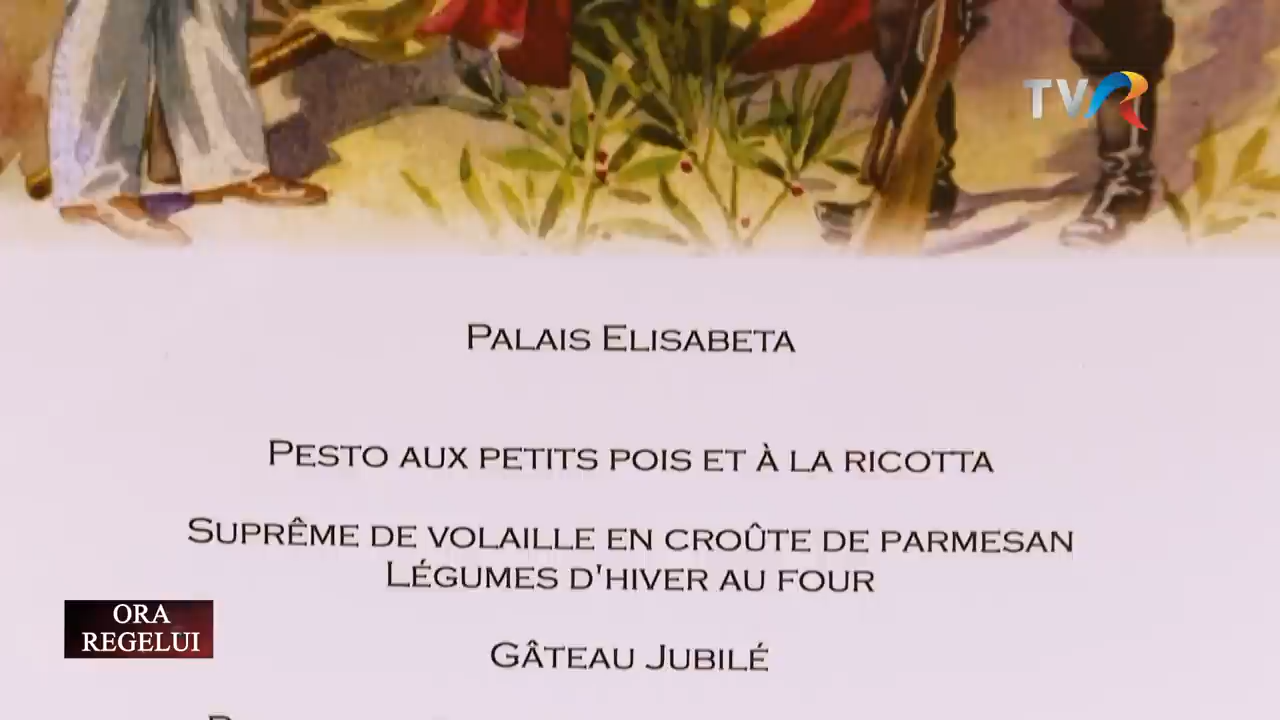 TVR
PALAIS ELISABETA
PESTO AUX PETITS POIS ET À LA RICOTTA
SUPRÊME DE VOLAILLE EN CROÛTE DE PARMESAN
LÉGUMES D'HIVER AU FOUR
GÂTEAU JUBILÉ
ORA
REGELUI